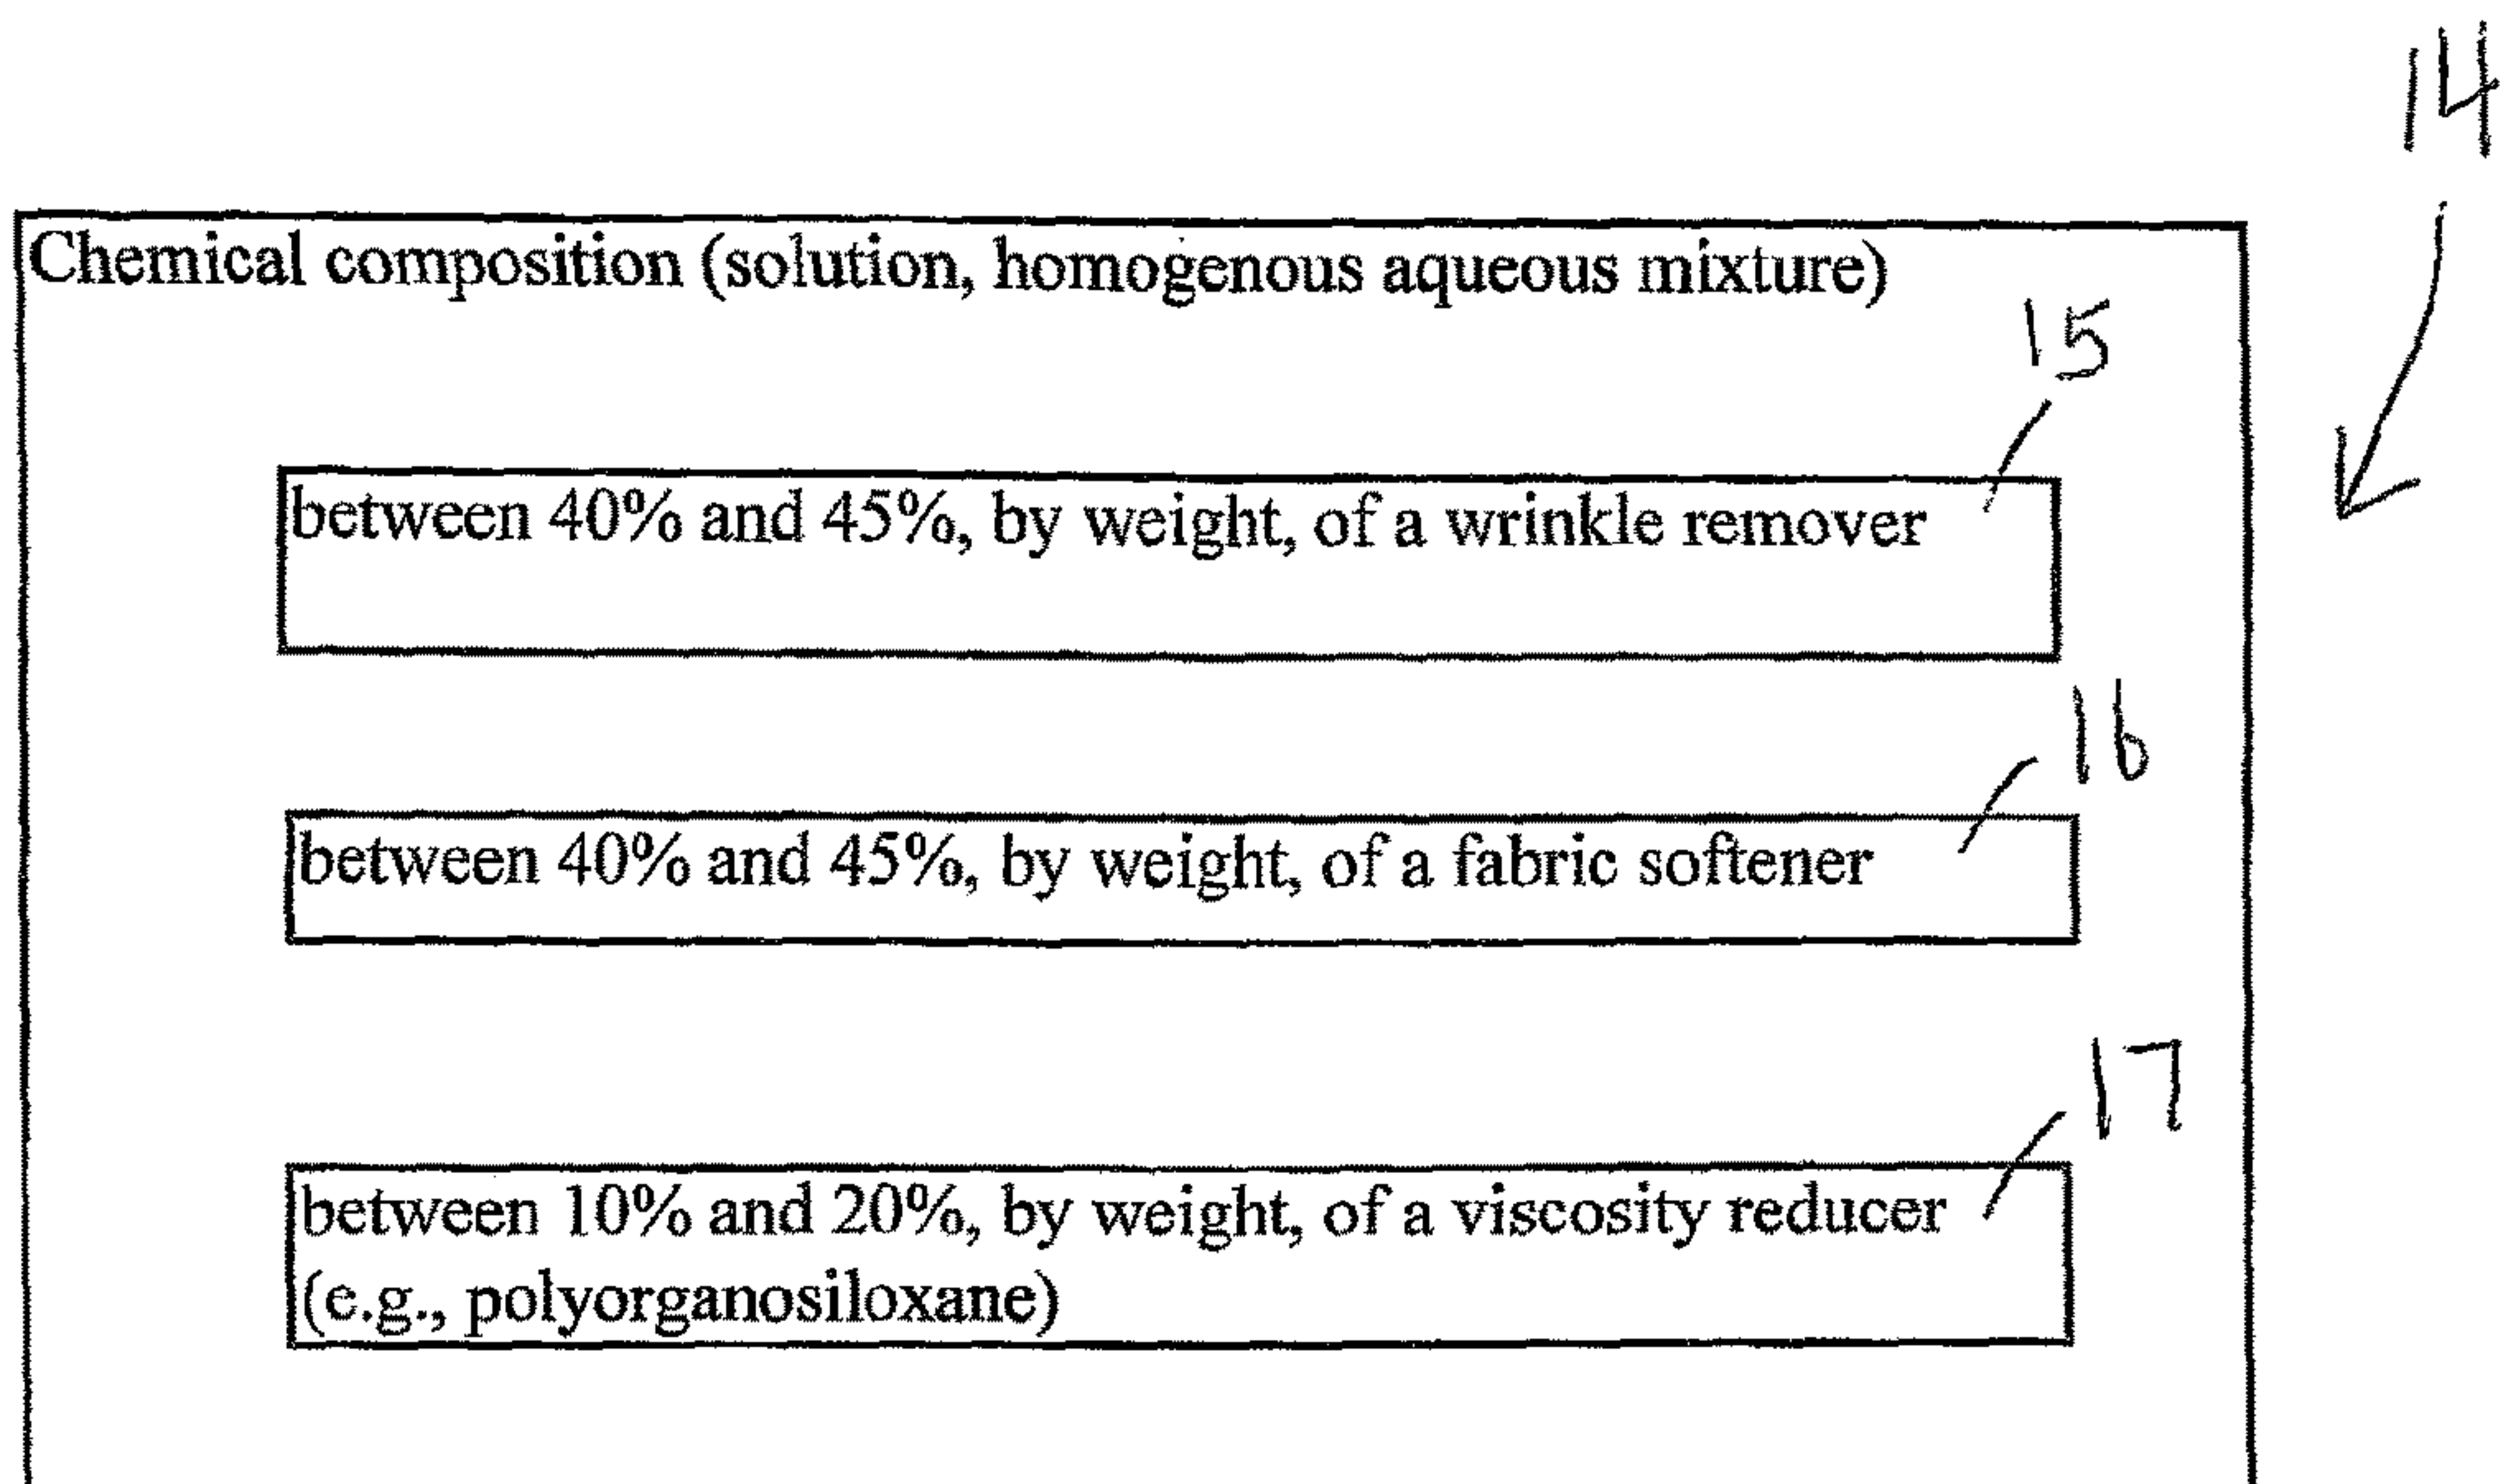 14
Chemical composition (solution, homogenous aqueous mixture)
15
between 40% and 45%, by weight, of a wrinkle remover
16
between 40% and 45%, by weight, of a fabric softener
17
between 10% and 20%, by weight, of a viscosity reducer
(e.g., polyorganosiloxane)